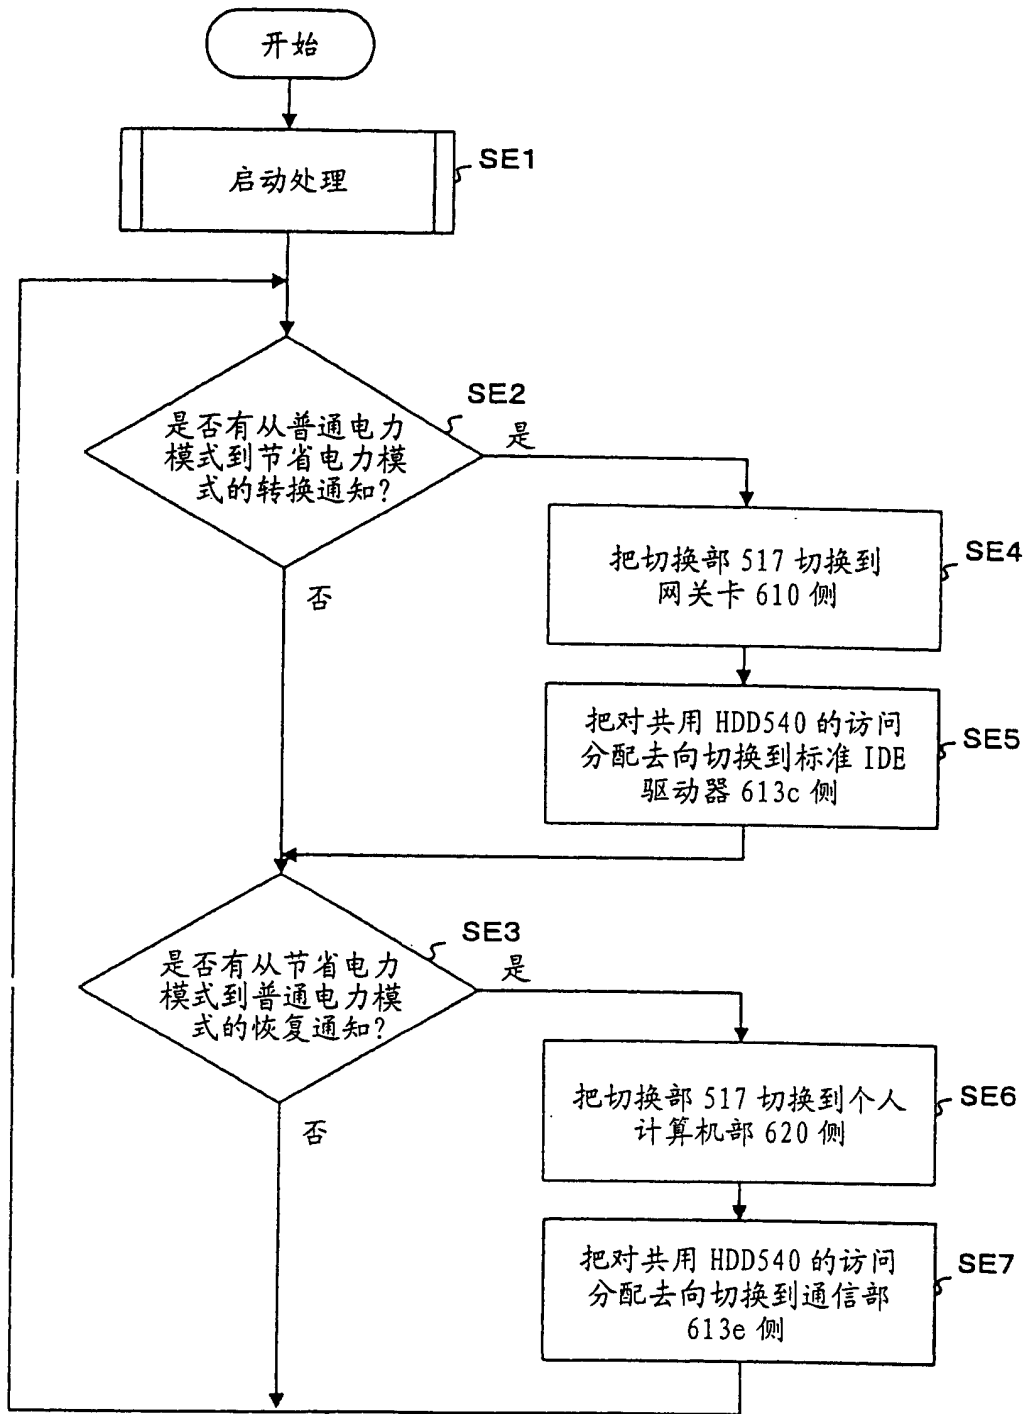 开始
启动处理
SE1
是否有从普通电力
模式到节省电力模
式的转换通知?
SE2
是
否
把切换部 517 切换到
网关卡 610 侧
SE4
把对共用 HDD540 的访问
分配去向切换到标准 IDE
驱动器 613c 侧
SE5
是否有从节省电力
模式到普通电力模
式的恢复通知?
SE3
是
否
把切换部 517 切换到个人
计算机部 620 侧
SE6
把对共用 HDD540 的访问
分配去向切换到通信部
613e 侧
SE7